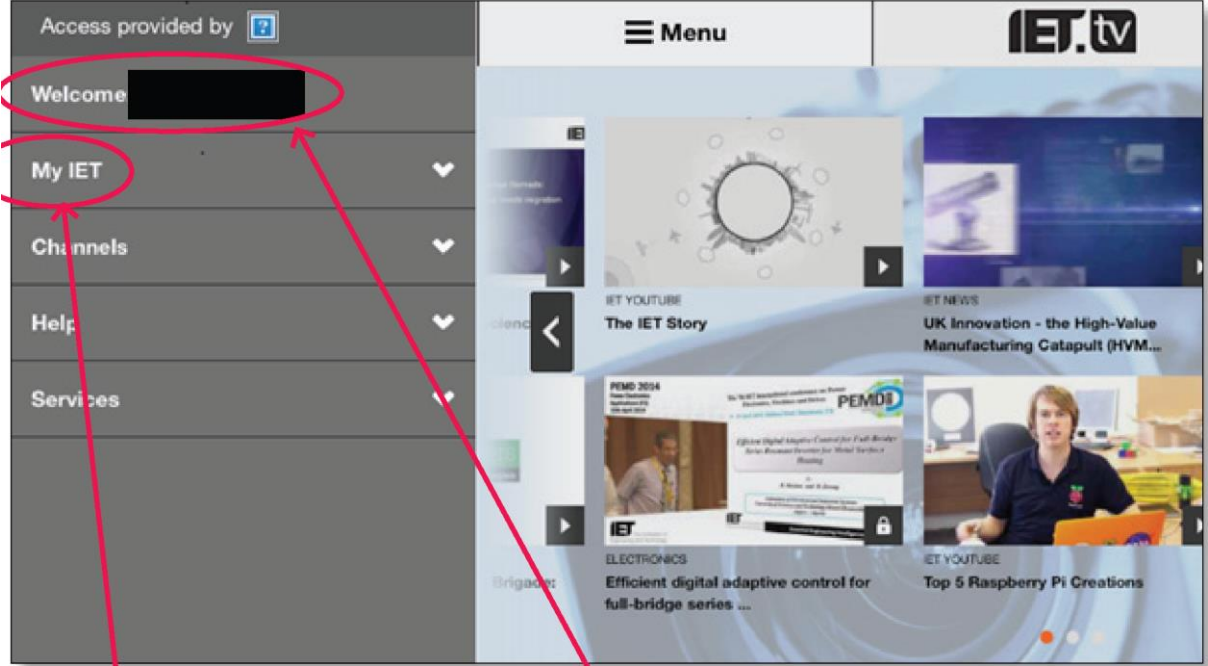 Access provided by ?
Welcome
My IET
Channels
Help
Services
Menu
IET.tv
IET YOUTUBE
The IET Story
IET NEWS
UK Innovation - the High-Value
Manufacturing Catapult (HVM...
PEMD 2014
PEMD
IET
ELECTRONICS
Efficient digital adaptive control for
full-bridge series ...
Brigade:
IET YOUTUBE
Top 5 Raspberry Pi Creations